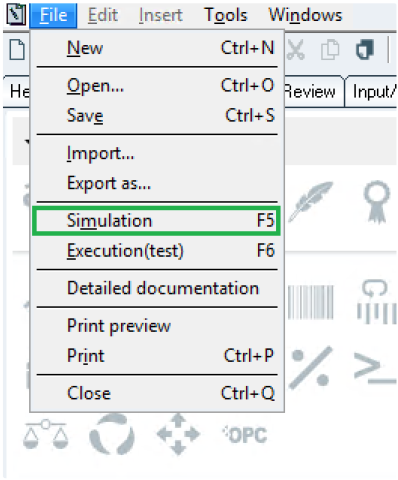 File Edit Insert Tools Windows
New Ctrl+N
Open... Ctrl+O
Save Ctrl+S
Import...
Export as...
Simulation F5
Execution(test) F6
Detailed documentation
Print preview
Print Ctrl+P
Close Ctrl+Q
Review Input/
OPC